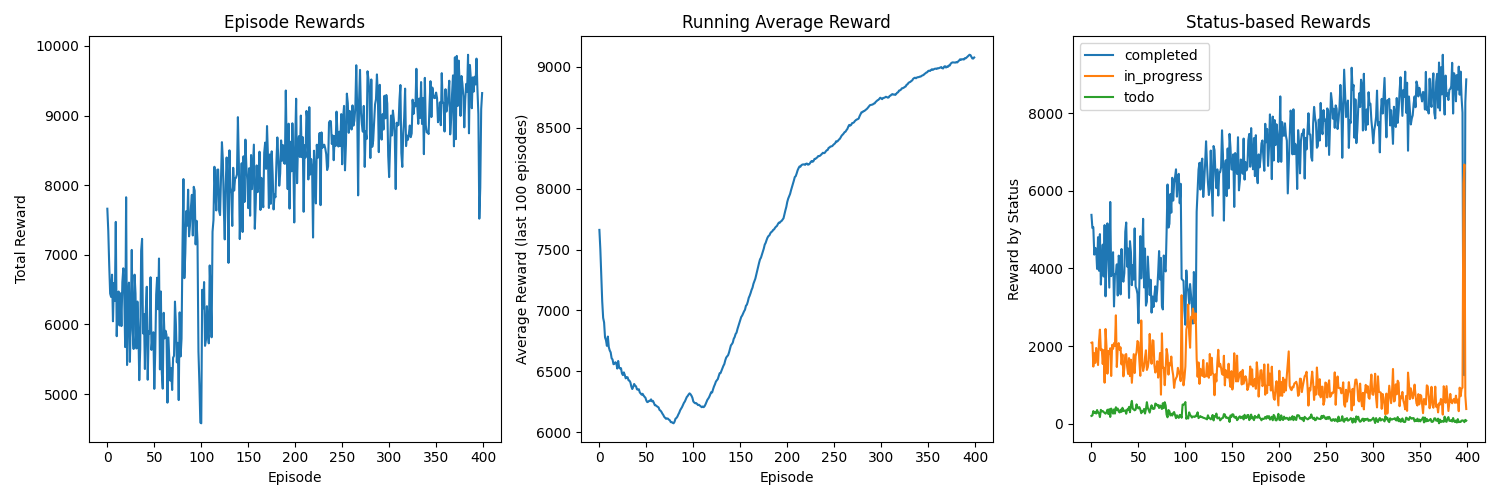 Episode Rewards
Total Reward
10000
9000
8000
7000
6000
5000
0 50 100 150 200 250 300 350 400
Episode
Running Average Reward
Average Reward (last 100 episodes)
9000
8500
8000
7500
7000
6500
6000
0 50 100 150 200 250 300 350 400
Episode
Status-based Rewards
Reward by Status
completed
in_progress
todo
8000
6000
4000
2000
0
0 50 100 150 200 250 300 350 400
Episode